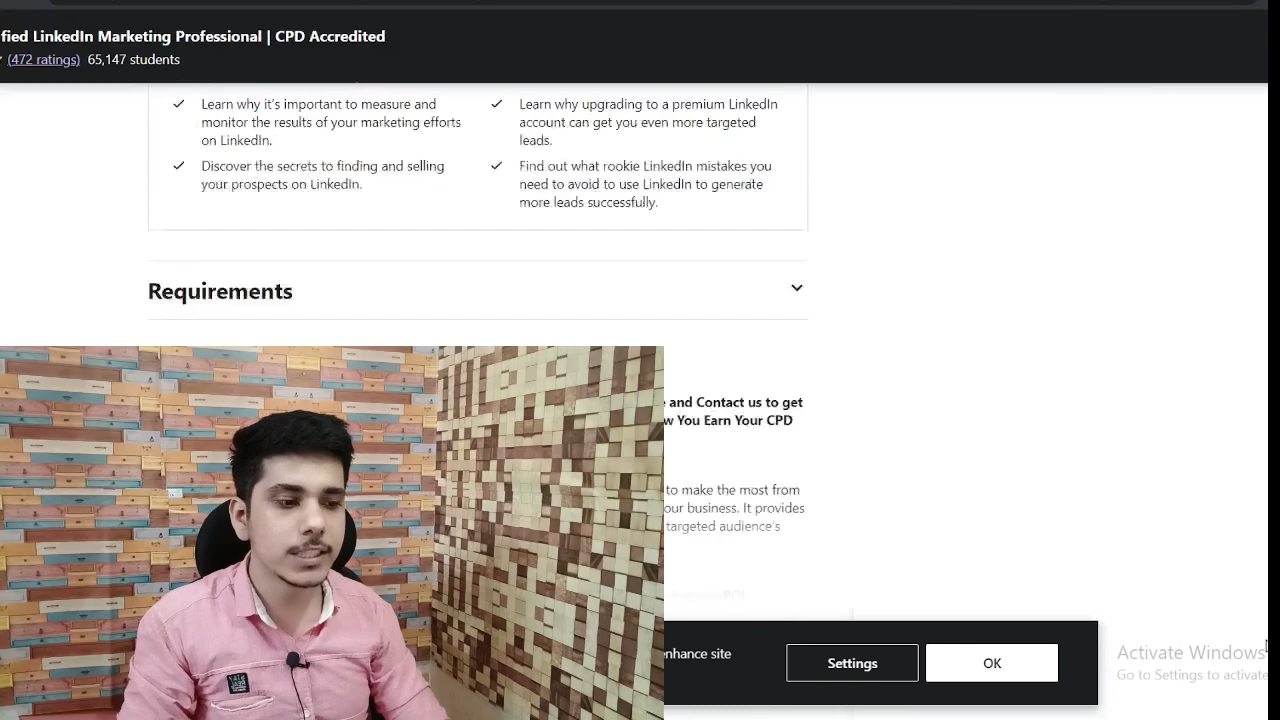 fied LinkedIn Marketing Professional | CPD Accredited
(472 ratings) 65,147 students
Learn why it's important to measure and
monitor the results of your marketing efforts
on LinkedIn.
Discover the secrets to finding and selling
your prospects on LinkedIn.
Learn why upgrading to a premium LinkedIn
account can get you even more targeted
leads.
Find out what rookie LinkedIn mistakes you
need to avoid to use LinkedIn to generate
more leads successfully.
Requirements
e and Contact us to get
w You Earn Your CPD
to make the most from
our business. It provides
targeted audience's
ROI
enhance site
Settings
OK
Activate Windows
Go to Settings to activate
STAY
REAL